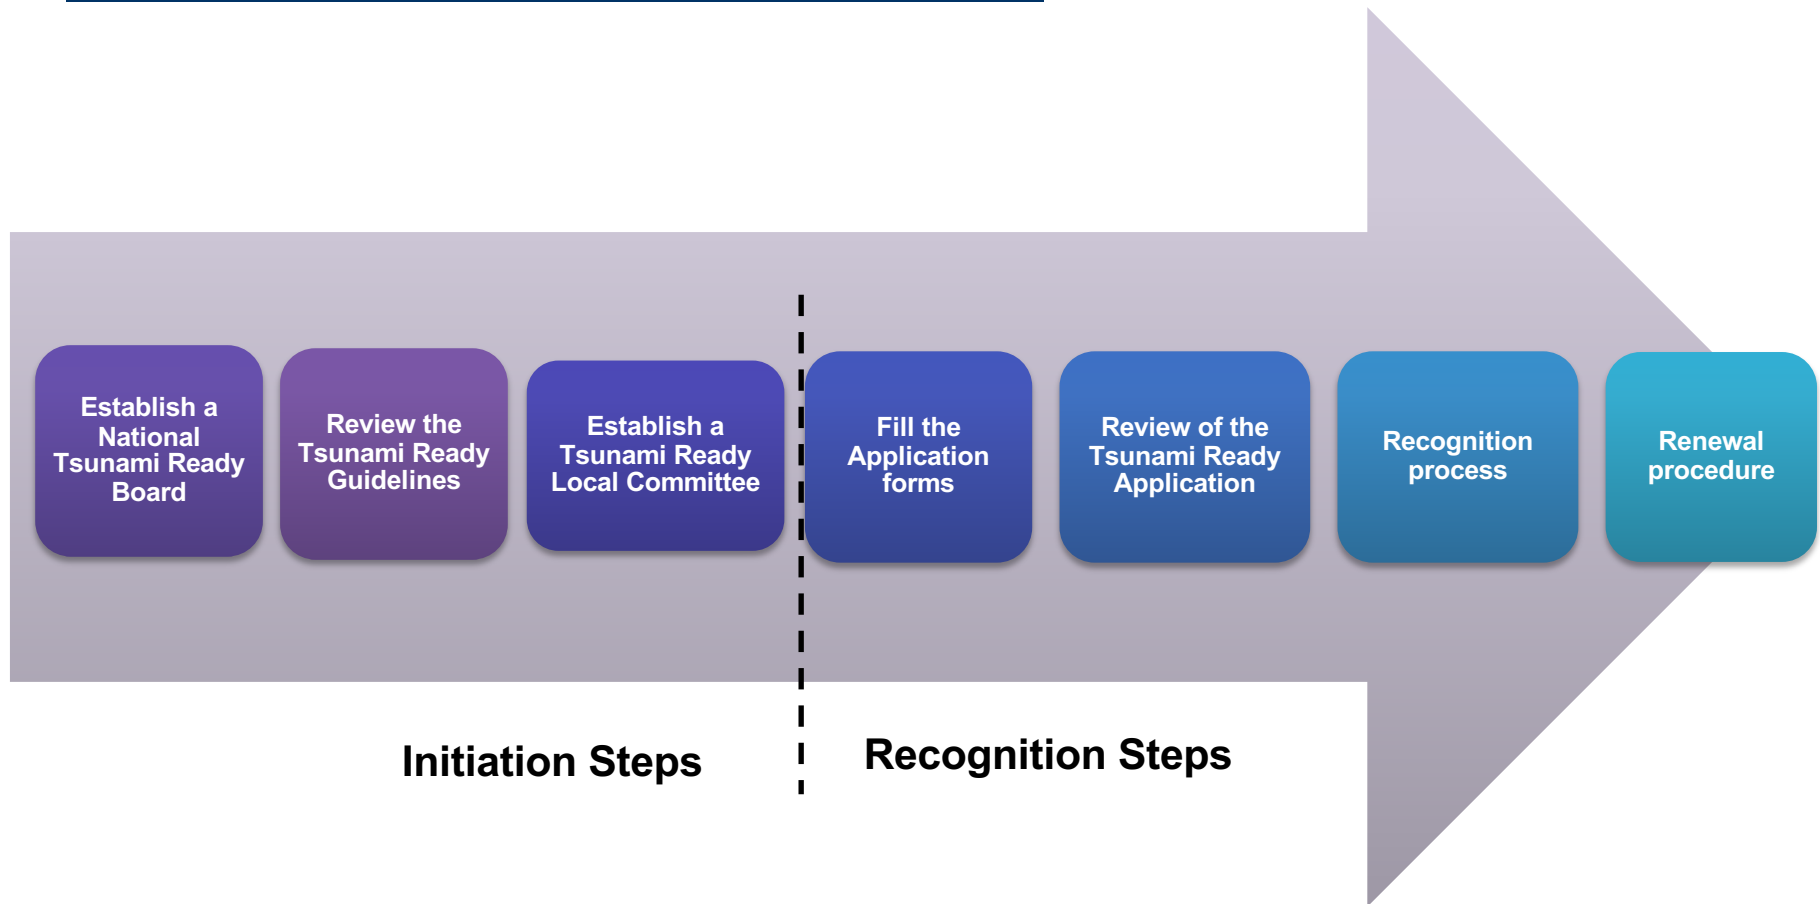 Establish a
National
Tsunami Ready
Board
Review the
Tsunami Ready
Guidelines
Establish a
Tsunami Ready
Local Committee
Fill the
Application
forms
Review of the
Tsunami Ready
Application
Recognition
process
Renewal
procedure
Initiation Steps
Recognition Steps